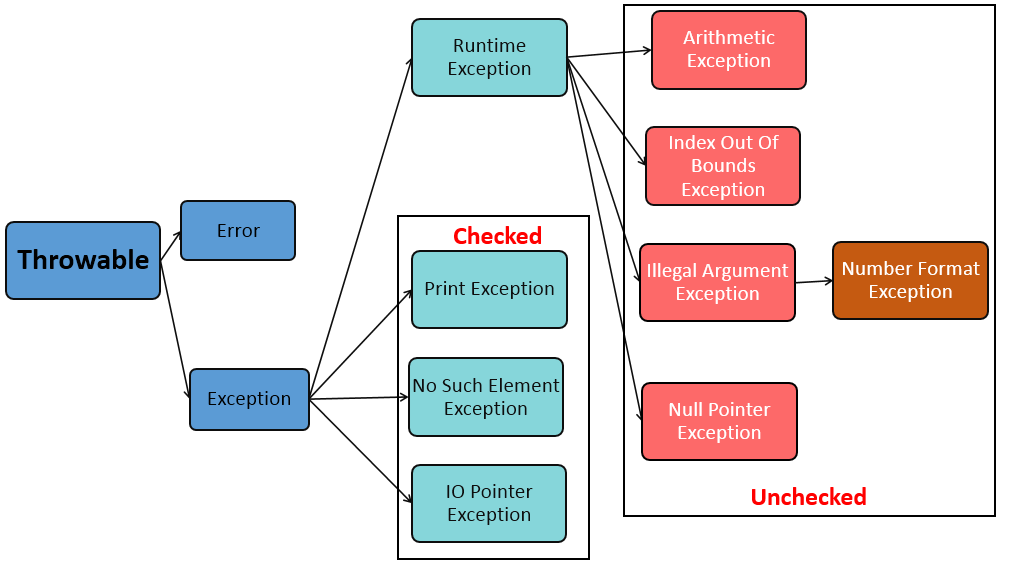 Throwable
Error
Exception
Runtime
Exception
Checked
Print Exception
No Such Element
Exception
IO Pointer
Exception
Arithmetic
Exception
Index Out Of
Bounds
Exception
Illegal Argument
Exception
Number Format
Exception
Null Pointer
Exception
Unchecked